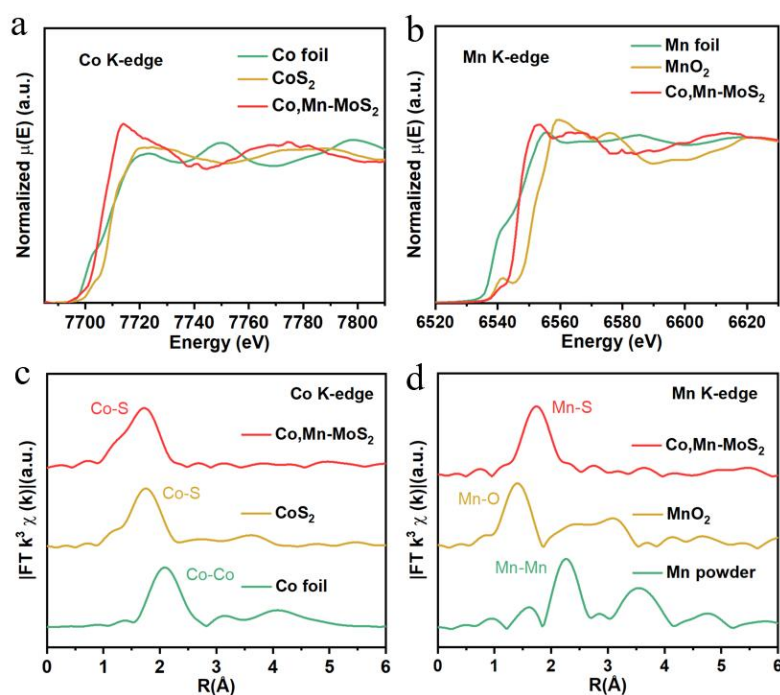 a
Co K-edge
Co foil
CoS₂
Co,Mn-MoS₂
Normalized μ(E) (a.u.)
7700 7720 7740 7760 7780 7800
Energy (eV)
b
Mn K-edge
Mn foil
MnO₂
Co,Mn-MoS₂
Normalized μ(E) (a.u.)
6520 6540 6560 6580 6600 6620
Energy (eV)
c
Co K-edge
Co-S
Co,Mn-MoS₂
Co-S
CoS₂
Co-Co
Co foil
|FT k³ χ (k)|(a.u.)
0 1 2 3 4 5 6
R(Å)
d
Mn K-edge
Mn-S
Co,Mn-MoS₂
Mn-O
MnO₂
Mn-Mn
Mn powder
|FT k³ χ (k)|(a.u.)
0 1 2 3 4 5 6
R(Å)